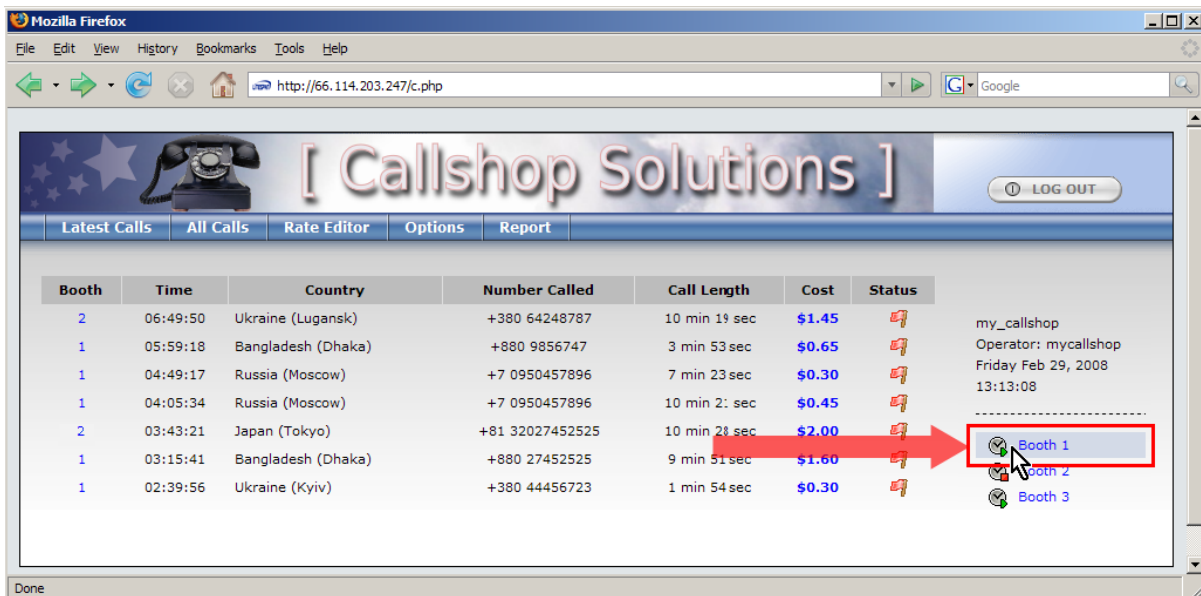 Mozilla Firefox
File Edit View History Bookmarks Tools Help
http://66.114.203.247/c.php G Google
[ Callshop Solutions ]
LOG OUT
Latest Calls All Calls Rate Editor Options Report
Booth Time Country Number Called Call Length Cost Status
2 06:49:50 Ukraine (Lugansk) +380 64248787 10 min 19 sec $1.45
1 05:59:18 Bangladesh (Dhaka) +880 9856747 3 min 53 sec $0.65
1 04:49:17 Russia (Moscow) +7 0950457896 7 min 23 sec $0.30
1 04:05:34 Russia (Moscow) +7 0950457896 10 min sec $0.45
2 03:43:21 Japan (Tokyo) +81 32027452525 10 min 28 sec $2.00
1 03:15:41 Bangladesh (Dhaka) +880 27452525 9 min 51 sec $1.60
1 02:39:56 Ukraine (Kyiv) +380 44456723 1 min 54 sec $0.30
my_callshop
Operator: mycallshop
Friday Feb 29, 2008
13:13:08
Booth 1
Booth 2
Booth 3
Done